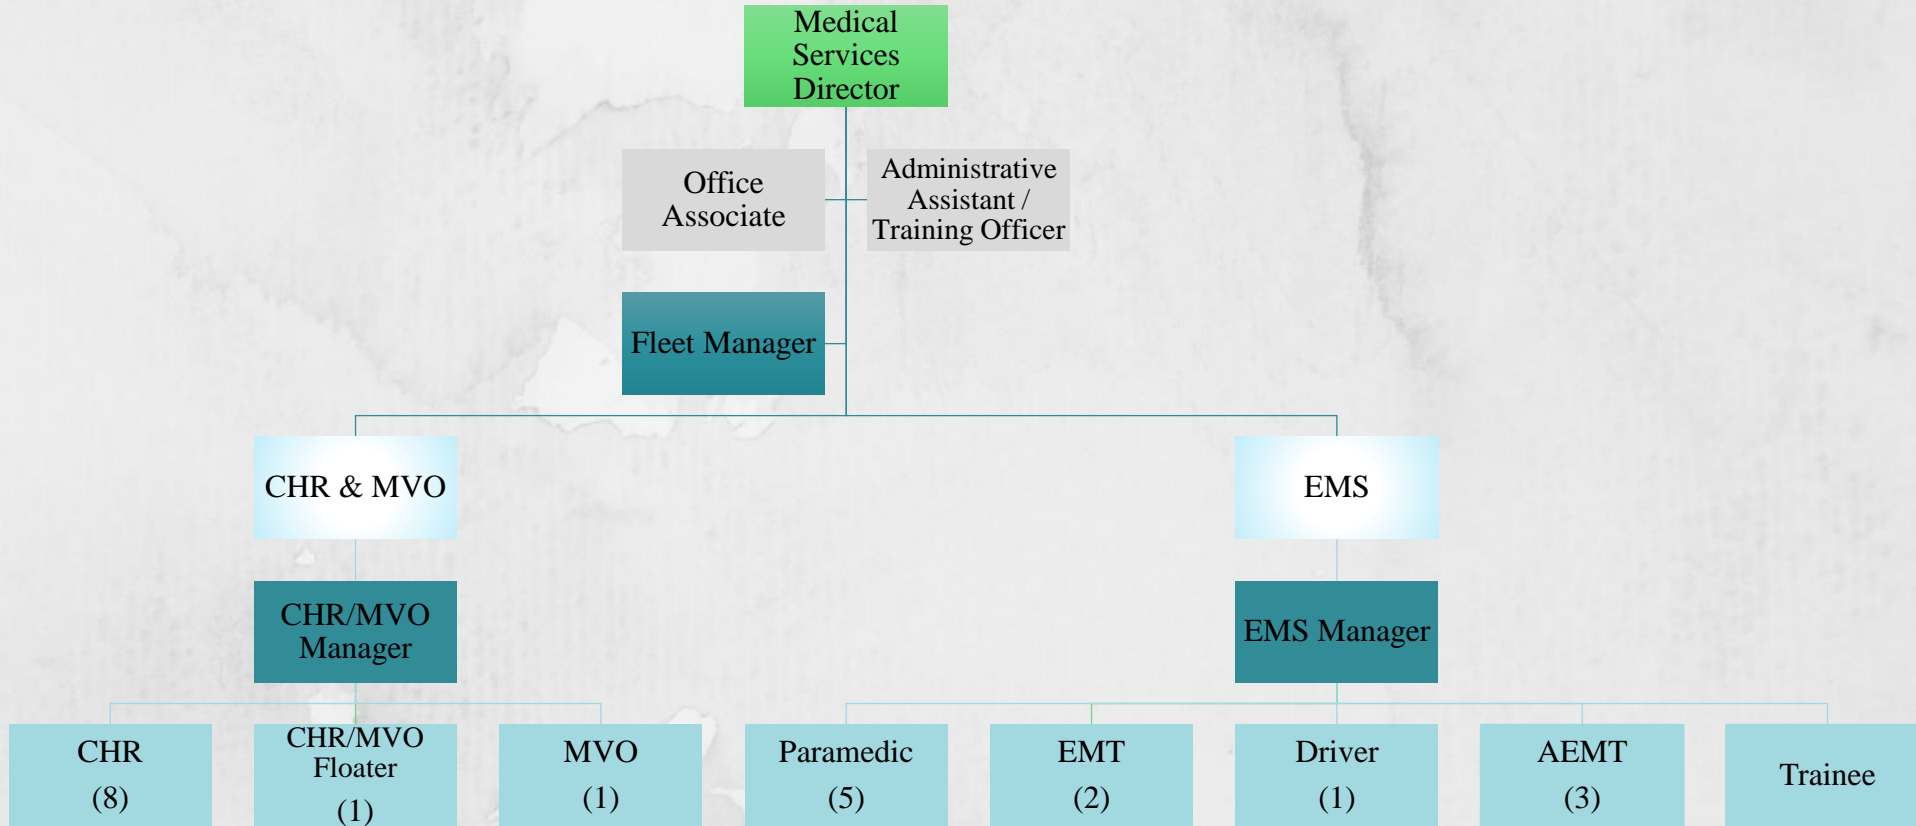 Medical
Services
Director
Office
Associate
Administrative
Assistant /
Training Officer
Fleet Manager
CHR & MVO
EMS
CHR/MVO
Manager
EMS Manager
CHR
(8)
CHR/MVO
Floater
(1)
MVO
(1)
Paramedic
(5)
EMT
(2)
Driver
(1)
AEMT
(3)
Trainee